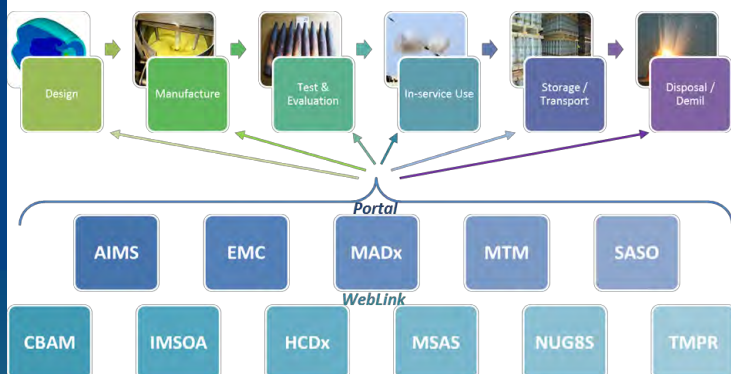 Design
Manufacture
Test &
Evaluation
In-service Use
Storage /
Transport
Disposal /
Demil
Portal
AIMS
EMC
MADx
MTM
SASO
WebLink
CBAM
IMSOA
HCDx
MSAS
NUG8S
TMPR